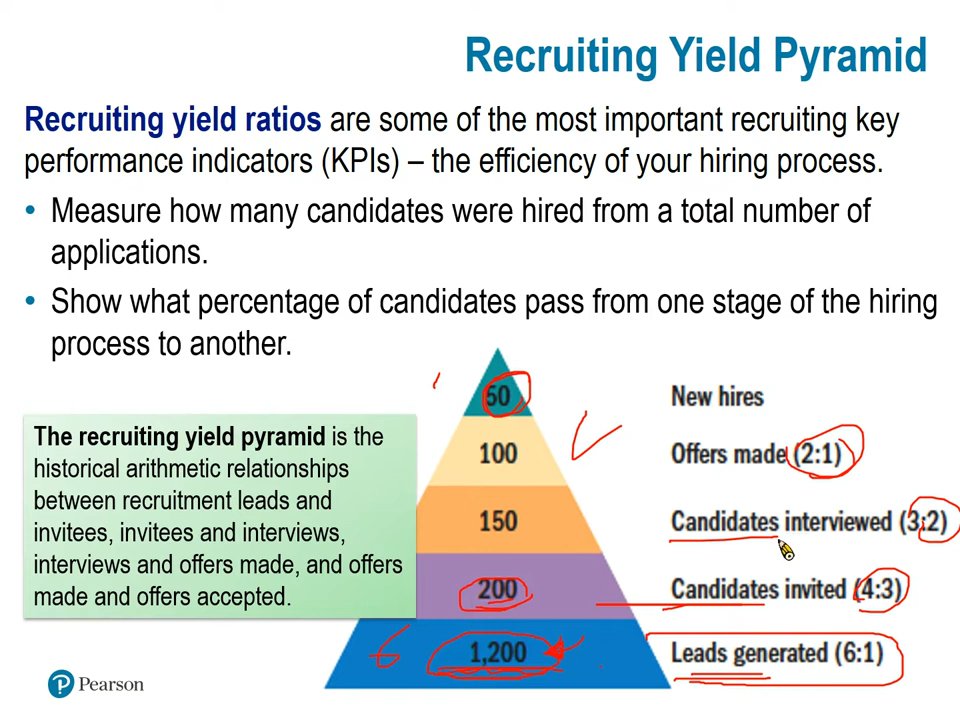 Recruiting Yield Pyramid
Recruiting yield ratios are some of the most important recruiting key
performance indicators (KPIs) – the efficiency of your hiring process.
• Measure how many candidates were hired from a total number of
applications.
• Show what percentage of candidates pass from one stage of the hiring
process to another.
The recruiting yield pyramid is the
historical arithmetic relationships
between recruitment leads and
invitees, invitees and interviews,
interviews and offers made, and offers
made and offers accepted.
50 New hires
100 Offers made (2:1)
150 Candidates interviewed (3:2)
200 Candidates invited (4:3)
6 1,200 Leads generated (6:1)
Pearson